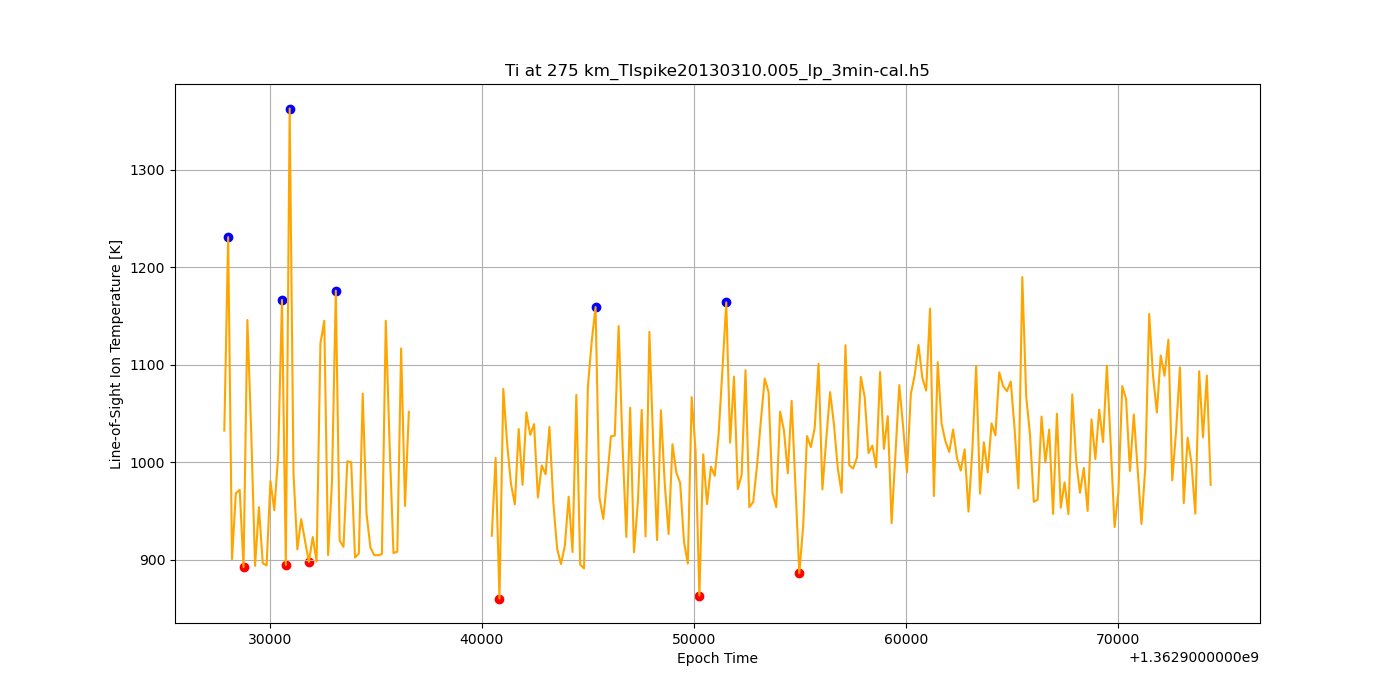 Ti at 275 km_TIspike20130310.005_lp_3min-cal.h5
Line-of-Sight Ion Temperature [K]
1300
1200
1100
1000
900
30000 40000 50000 60000 70000
Epoch Time
+1.3629000000e9